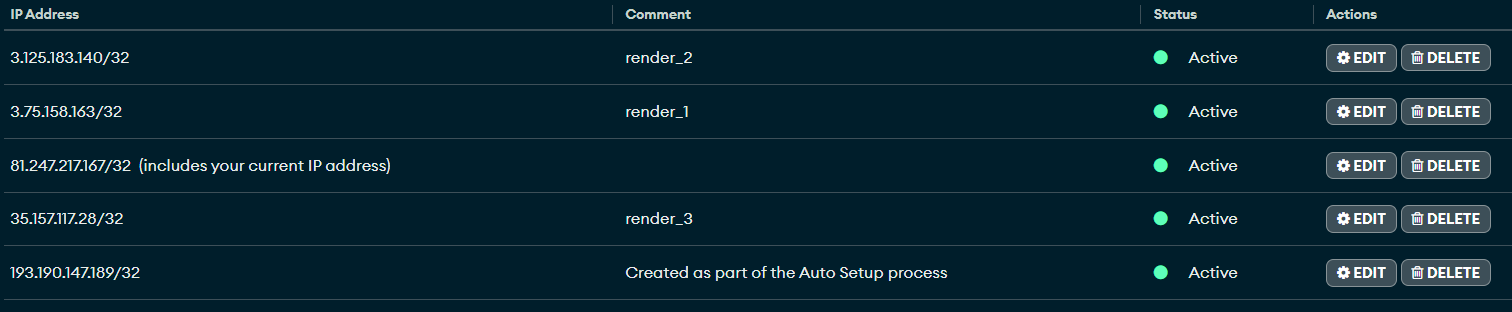 IP Address Comment Status Actions
3.125.183.140/32 render_2 Active EDIT DELETE
3.75.158.163/32 render_1 Active EDIT DELETE
81.247.217.167/32 (includes your current IP address) Active EDIT DELETE
35.157.117.28/32 render_3 Active EDIT DELETE
193.190.147.189/32 Created as part of the Auto Setup process Active EDIT DELETE